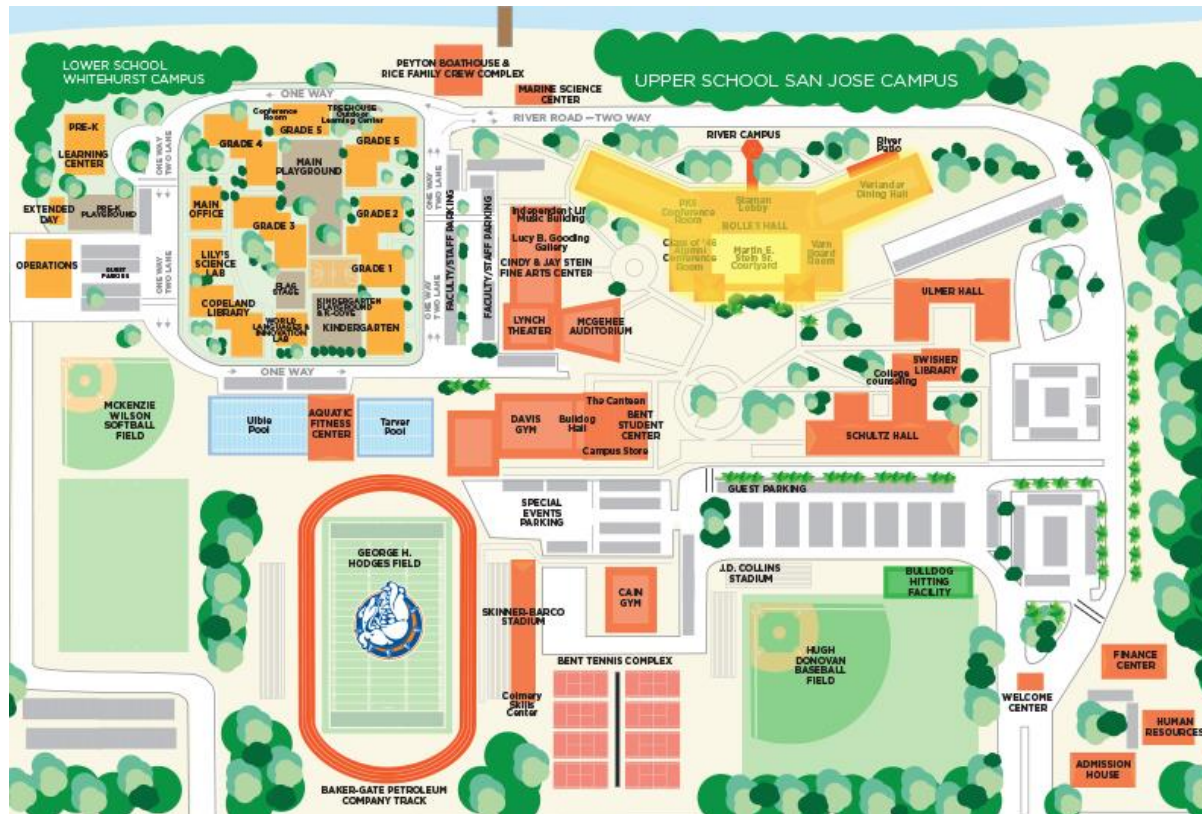 LOWER SCHOOL
WHITEHURST CAMPUS
PEYTON BOATHOUSE &
RICE FAMILY CREW COMPLEX
MARINE SCIENCE
CENTER
UPPER SCHOOL SAN JOSE CAMPUS
ONE WAY
RIVER ROAD – TWO WAY
RIVER CAMPUS
River
Patio
Conference
Room
TREEHOUSE
Outdoor
Learning Center
PRE-K
LEARNING
CENTER
GRADE 4
GRADE 5
GRADE 5
MAIN
PLAYGROUND
ONE WAY
TWO LANE
ONE WAY
TWO LANE
EXTENDED
DAY
PRE-K
PLAYGROUND
MAIN
OFFICE
GRADE 3
GRADE 2
OPERATIONS
GUEST
PARKING
LILY'S
SCIENCE
LAB
FLAG
STAGE
GRADE 1
ONE WAY
TWO LANE
ONE WAY
TWO LANE
COPELAND
LIBRARY
WORLD
LANGUAGES &
INNOVATION
LAB
KINDERGARTEN
PLAYGROUND
& K-COVE
KINDERGARTEN
ONE WAY
FACULTY/STAFF PARKING
FACULTY/STAFF PARKING
Music Building
Lucy B. Gooding
Gallery
CINDY & JAY STEIN
FINE ARTS CENTER
LYNCH
THEATER
MCGEHEE
AUDITORIUM
Conference
Room
Lobby
Dining Hall
BOLLES HALL
Class of '46
Alumni
Conference
Room
Martin E.
Stein Sr.
Courtyard
Varn
Board
Room
ULMER HALL
SWISHER
LIBRARY
College
counseling
SCHULTZ HALL
MCKENZIE
WILSON
SOFTBALL
FIELD
Uible
Pool
AQUATIC
FITNESS
CENTER
Tarver
Pool
DAVIS
GYM
Bulldog
Hall
The Canteen
BENT
STUDENT
CENTER
Campus Store
SPECIAL
EVENTS
PARKING
GUEST PARKING
GEORGE H.
HODGES FIELD
SKINNER-BARCO
STADIUM
Colmery
Skills
Center
CAIN
GYM
J.D. COLLINS
STADIUM
BULLDOG
HITTING
FACILITY
BENT TENNIS COMPLEX
HUGH
DONOVAN
BASEBALL
FIELD
WELCOME
CENTER
FINANCE
CENTER
HUMAN
RESOURCES
ADMISSION
HOUSE
BAKER-GATE PETROLEUM
COMPANY TRACK